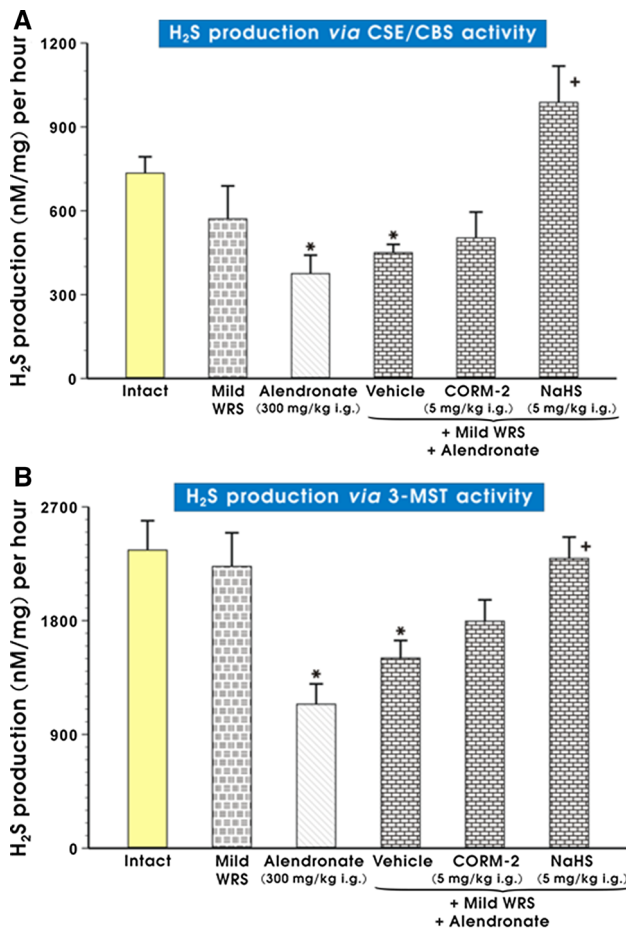 A
H₂S production via CSE/CBS activity
H₂S production (nM/mg) per hour
1200
900
600
300
0
*
*
+
Intact
Mild
WRS
Alendronate
(300 mg/kg i.g.)
Vehicle
CORM-2
(5 mg/kg i.g.)
NaHS
(5 mg/kg i.g.)
+ Mild WRS
+ Alendronate
B
H₂S production via 3-MST activity
H₂S production (nM/mg) per hour
2700
1800
900
0
*
*
+
Intact
Mild
WRS
Alendronate
(300 mg/kg i.g.)
Vehicle
CORM-2
(5 mg/kg i.g.)
NaHS
(5 mg/kg i.g.)
+ Mild WRS
+ Alendronate